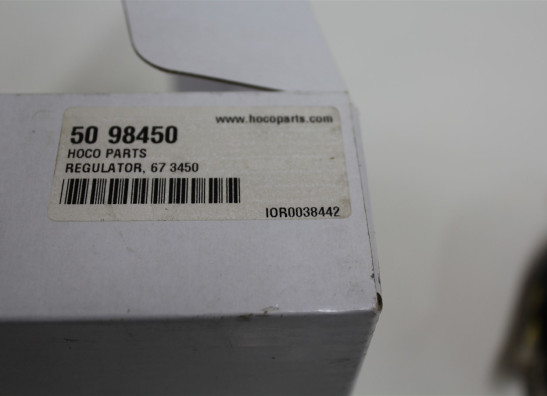 www.hocoparts.com
50 98450
HOCO PARTS
REGULATOR, 67 3450
IOR0038442